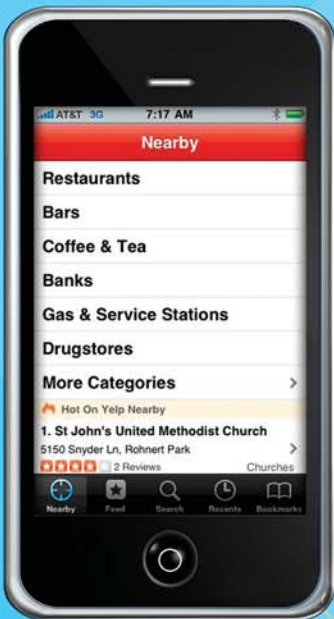 AT&T 3G 7:17 AM
Nearby
Restaurants
Bars
Coffee & Tea
Banks
Gas & Service Stations
Drugstores
More Categories
Hot On Yelp Nearby
1. St John's United Methodist Church
5150 Snyder Ln, Rohnert Park
2 Reviews Churches
Nearby Feed Search Recents Bookmarks